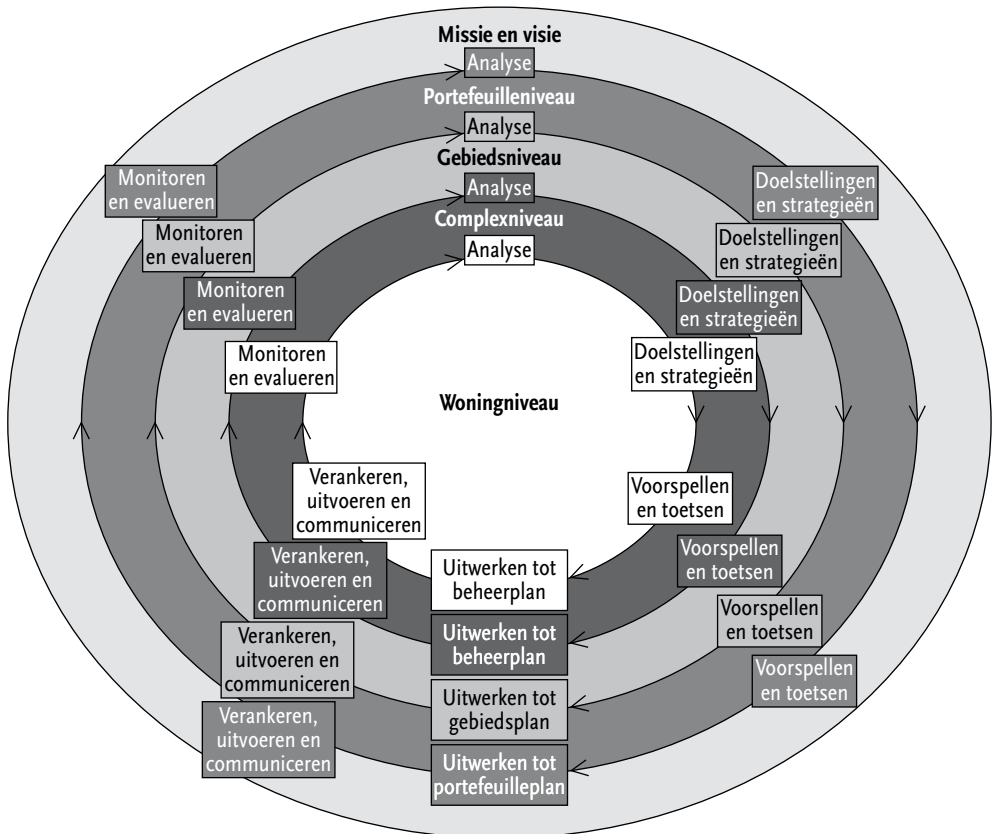 Missie en visie
Analyse
Portefeuilleniveau
Analyse
Gebiedsniveau
Analyse
Complexniveau
Analyse
Monitoren
en evalueren
Monitoren
en evalueren
Monitoren
en evalueren
Monitoren
en evalueren
Doelstellingen
en strategieën
Doelstellingen
en strategieën
Doelstellingen
en strategieën
Doelstellingen
en strategieën
Woningniveau
Verankeren,
uitvoeren en
communiceren
Verankeren,
uitvoeren en
communiceren
Verankeren,
uitvoeren en
communiceren
Verankeren,
uitvoeren en
communiceren
Uitwerken tot
beheerplan
Uitwerken tot
beheerplan
Uitwerken tot
gebiedsplan
Uitwerken tot
portefeuilleplan
Voorspellen
en toetsen
Voorspellen
en toetsen
Voorspellen
en toetsen
Voorspellen
en toetsen